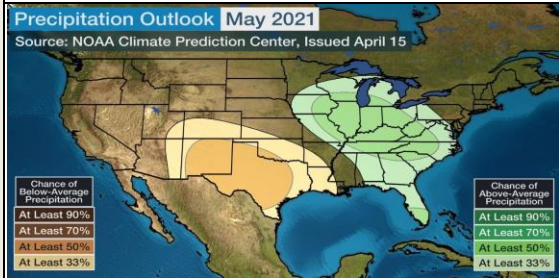 Precipitation Outlook May 2021
Source: NOAA Climate Prediction Center, Issued April 15
Chance of
Below-Average
Precipitation
At Least 90%
At Least 70%
At Least 50%
At Least 33%
Chance of
Above-Average
Precipitation
At Least 90%
At Least 70%
At Least 50%
At Least 33%